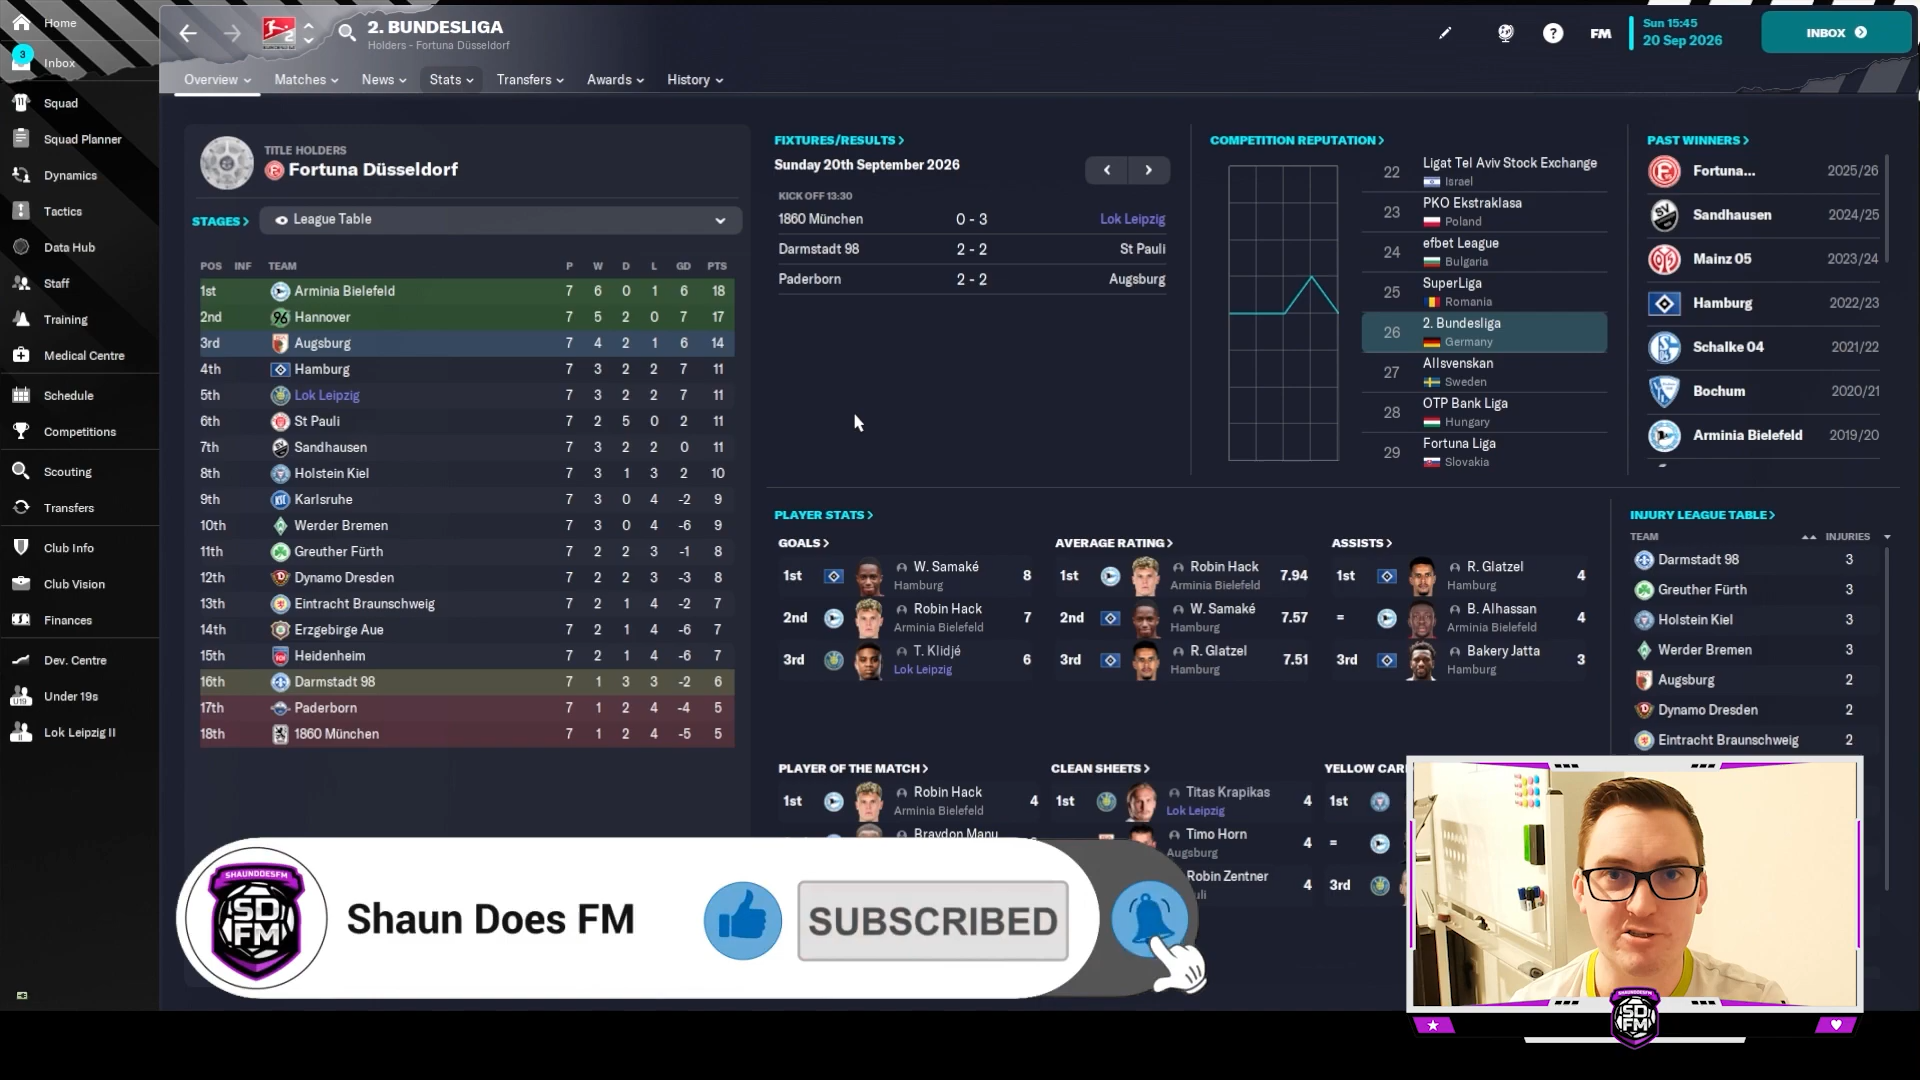 Home
3
Inbox
Squad
Squad Planner
Dynamics
Tactics
Data Hub
Staff
Training
Medical Centre
Schedule
Competitions
Scouting
Transfers
Club Info
Club Vision
Finances
Dev. Centre
Under 19s
Lok Leipzig II
2. BUNDESLIGA
Holders - Fortuna Düsseldorf
FM
Sun 15:45
20 Sep 2026
INBOX
Overview Matches News Stats Transfers Awards History
TITLE HOLDERS
Fortuna Düsseldorf
STAGES > League Table
POS INF TEAM P W D L GD PTS
1st Arminia Bielefeld 7 6 0 1 6 18
2nd Hannover 7 5 2 0 7 17
3rd Augsburg 7 4 2 1 6 14
4th Hamburg 7 3 2 2 7 11
5th Lok Leipzig 7 3 2 2 7 11
6th St Pauli 7 2 5 0 2 11
7th Sandhausen 7 3 2 2 0 11
8th Holstein Kiel 7 3 1 3 2 10
9th Karlsruhe 7 3 0 4 -2 9
10th Werder Bremen 7 3 0 4 -6 9
11th Greuther Fürth 7 2 2 3 -1 8
12th Dynamo Dresden 7 2 2 3 -3 8
13th Eintracht Braunschweig 7 2 1 4 -2 7
14th Erzgebirge Aue 7 2 1 4 -6 7
15th Heidenheim 7 2 1 4 -6 7
16th Darmstadt 98 7 1 3 3 -2 6
17th Paderborn 7 1 2 4 -4 5
18th 1860 München 7 1 2 4 -5 5
FIXTURES/RESULTS >
Sunday 20th September 2026
KICK OFF 13:30
1860 München 0 - 3 Lok Leipzig
Darmstadt 98 2 - 2 St Pauli
Paderborn 2 - 2 Augsburg
COMPETITION REPUTATION >
22 Ligat Tel Aviv Stock Exchange
Israel
23 PKO Ekstraklasa
Poland
24 efbet League
Bulgaria
25 SuperLiga
Romania
26 2. Bundesliga
Germany
27 Allsvenskan
Sweden
28 OTP Bank Liga
Hungary
29 Fortuna Liga
Slovakia
PAST WINNERS >
Fortuna... 2025/26
Sandhausen 2024/25
Mainz 05 2023/24
Hamburg 2022/23
Schalke 04 2021/22
Bochum 2020/21
Arminia Bielefeld 2019/20
PLAYER STATS >
GOALS >
1st W. Samaké 8
Hamburg
2nd Robin Hack 7
Arminia Bielefeld
3rd T. Klidjé 6
Lok Leipzig
AVERAGE RATING >
1st Robin Hack 7.94
Arminia Bielefeld
2nd W. Samaké 7.57
Hamburg
3rd R. Glatzel 7.51
Hamburg
ASSISTS >
1st R. Glatzel 4
Hamburg
= B. Alhassan 4
Arminia Bielefeld
3rd Bakery Jatta 3
Hamburg
INJURY LEAGUE TABLE >
TEAM INJURIES
Darmstadt 98 3
Greuther Fürth 3
Holstein Kiel 3
Werder Bremen 3
Augsburg 2
Dynamo Dresden 2
Eintracht Braunschweig 2
PLAYER OF THE MATCH >
1st Robin Hack 4
Arminia Bielefeld
Braydon Manu
CLEAN SHEETS >
1st Titas Krapikas 4
Lok Leipzig
Timo Horn 4
Augsburg
Robin Zentner 4
YELLOW CAR
1st
=
3rd
SHAUNDOESFM
SD
FM
Shaun Does FM
SUBSCRIBED
SHAUNDOESFM
SD
FM